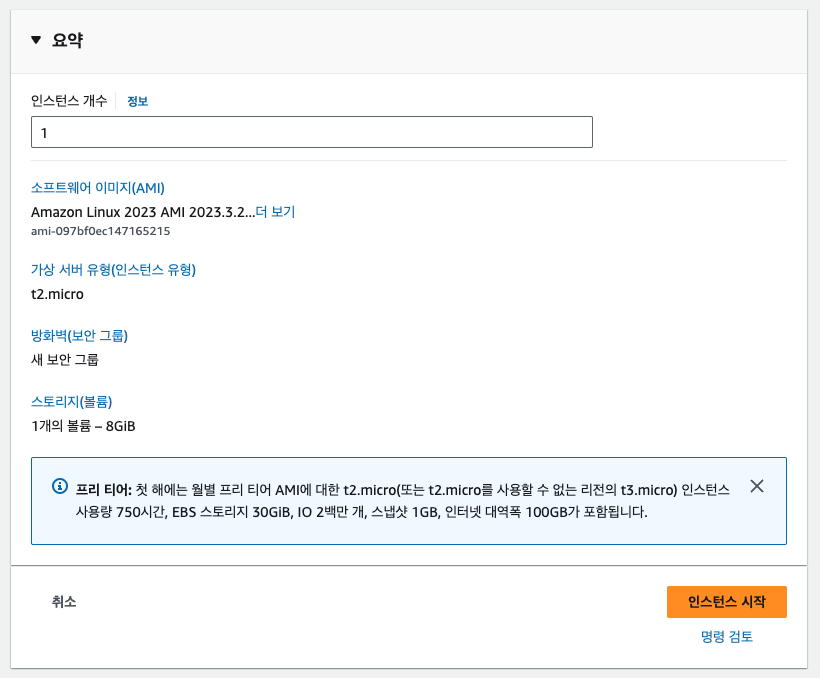 요약
인스턴스 개수 정보
1
소프트웨어 이미지(AMI)
Amazon Linux 2023 AMI 2023.3.2...더 보기
ami-097bf0ec147165215
가상 서버 유형(인스턴스 유형)
t2.micro
방화벽(보안 그룹)
새 보안 그룹
스토리지(볼륨)
1개의 볼륨 – 8GiB
프리 티어: 첫 해에는 월별 프리 티어 AMI에 대한 t2.micro(또는 t2.micro를 사용할 수 없는 리전의 t3.micro) 인스턴스
사용량 750시간, EBS 스토리지 30GiB, IO 2백만 개, 스냅샷 1GB, 인터넷 대역폭 100GB가 포함됩니다.
취소
인스턴스 시작
명령 검토